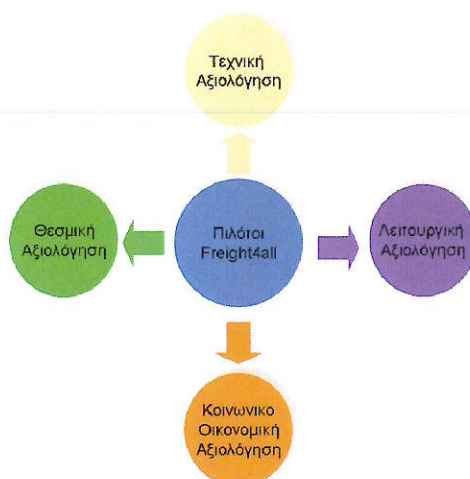 Τεχνική
Αξιολόγηση
Θεσμική
Αξιολόγηση
Πιλότοι
Freight4all
Λειτουργική
Αξιολόγηση
Κοινωνικο
Οικονομική
Αξιολόγηση